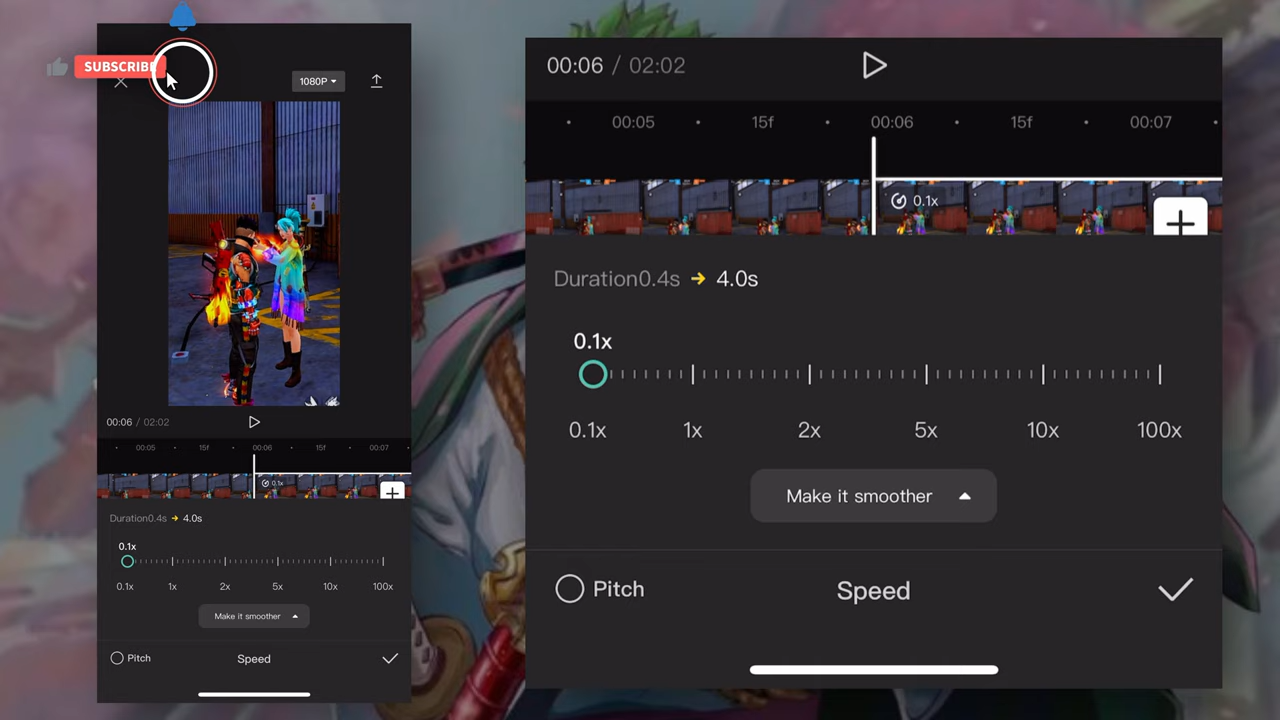 SUBSCRIBE
1080P
00:06 / 02:02
00:05 15f 00:06 15f 00:07
0.1x
Duration0.4s → 4.0s
0.1x
0.1x 1x 2x 5x 10x 100x
Make it smoother
Pitch Speed
00:06 / 02:02
00:05 15f 00:06 15f 00:07
0.1x
Duration0.4s → 4.0s
0.1x
0.1x 1x 2x 5x 10x 100x
Make it smoother
Pitch Speed